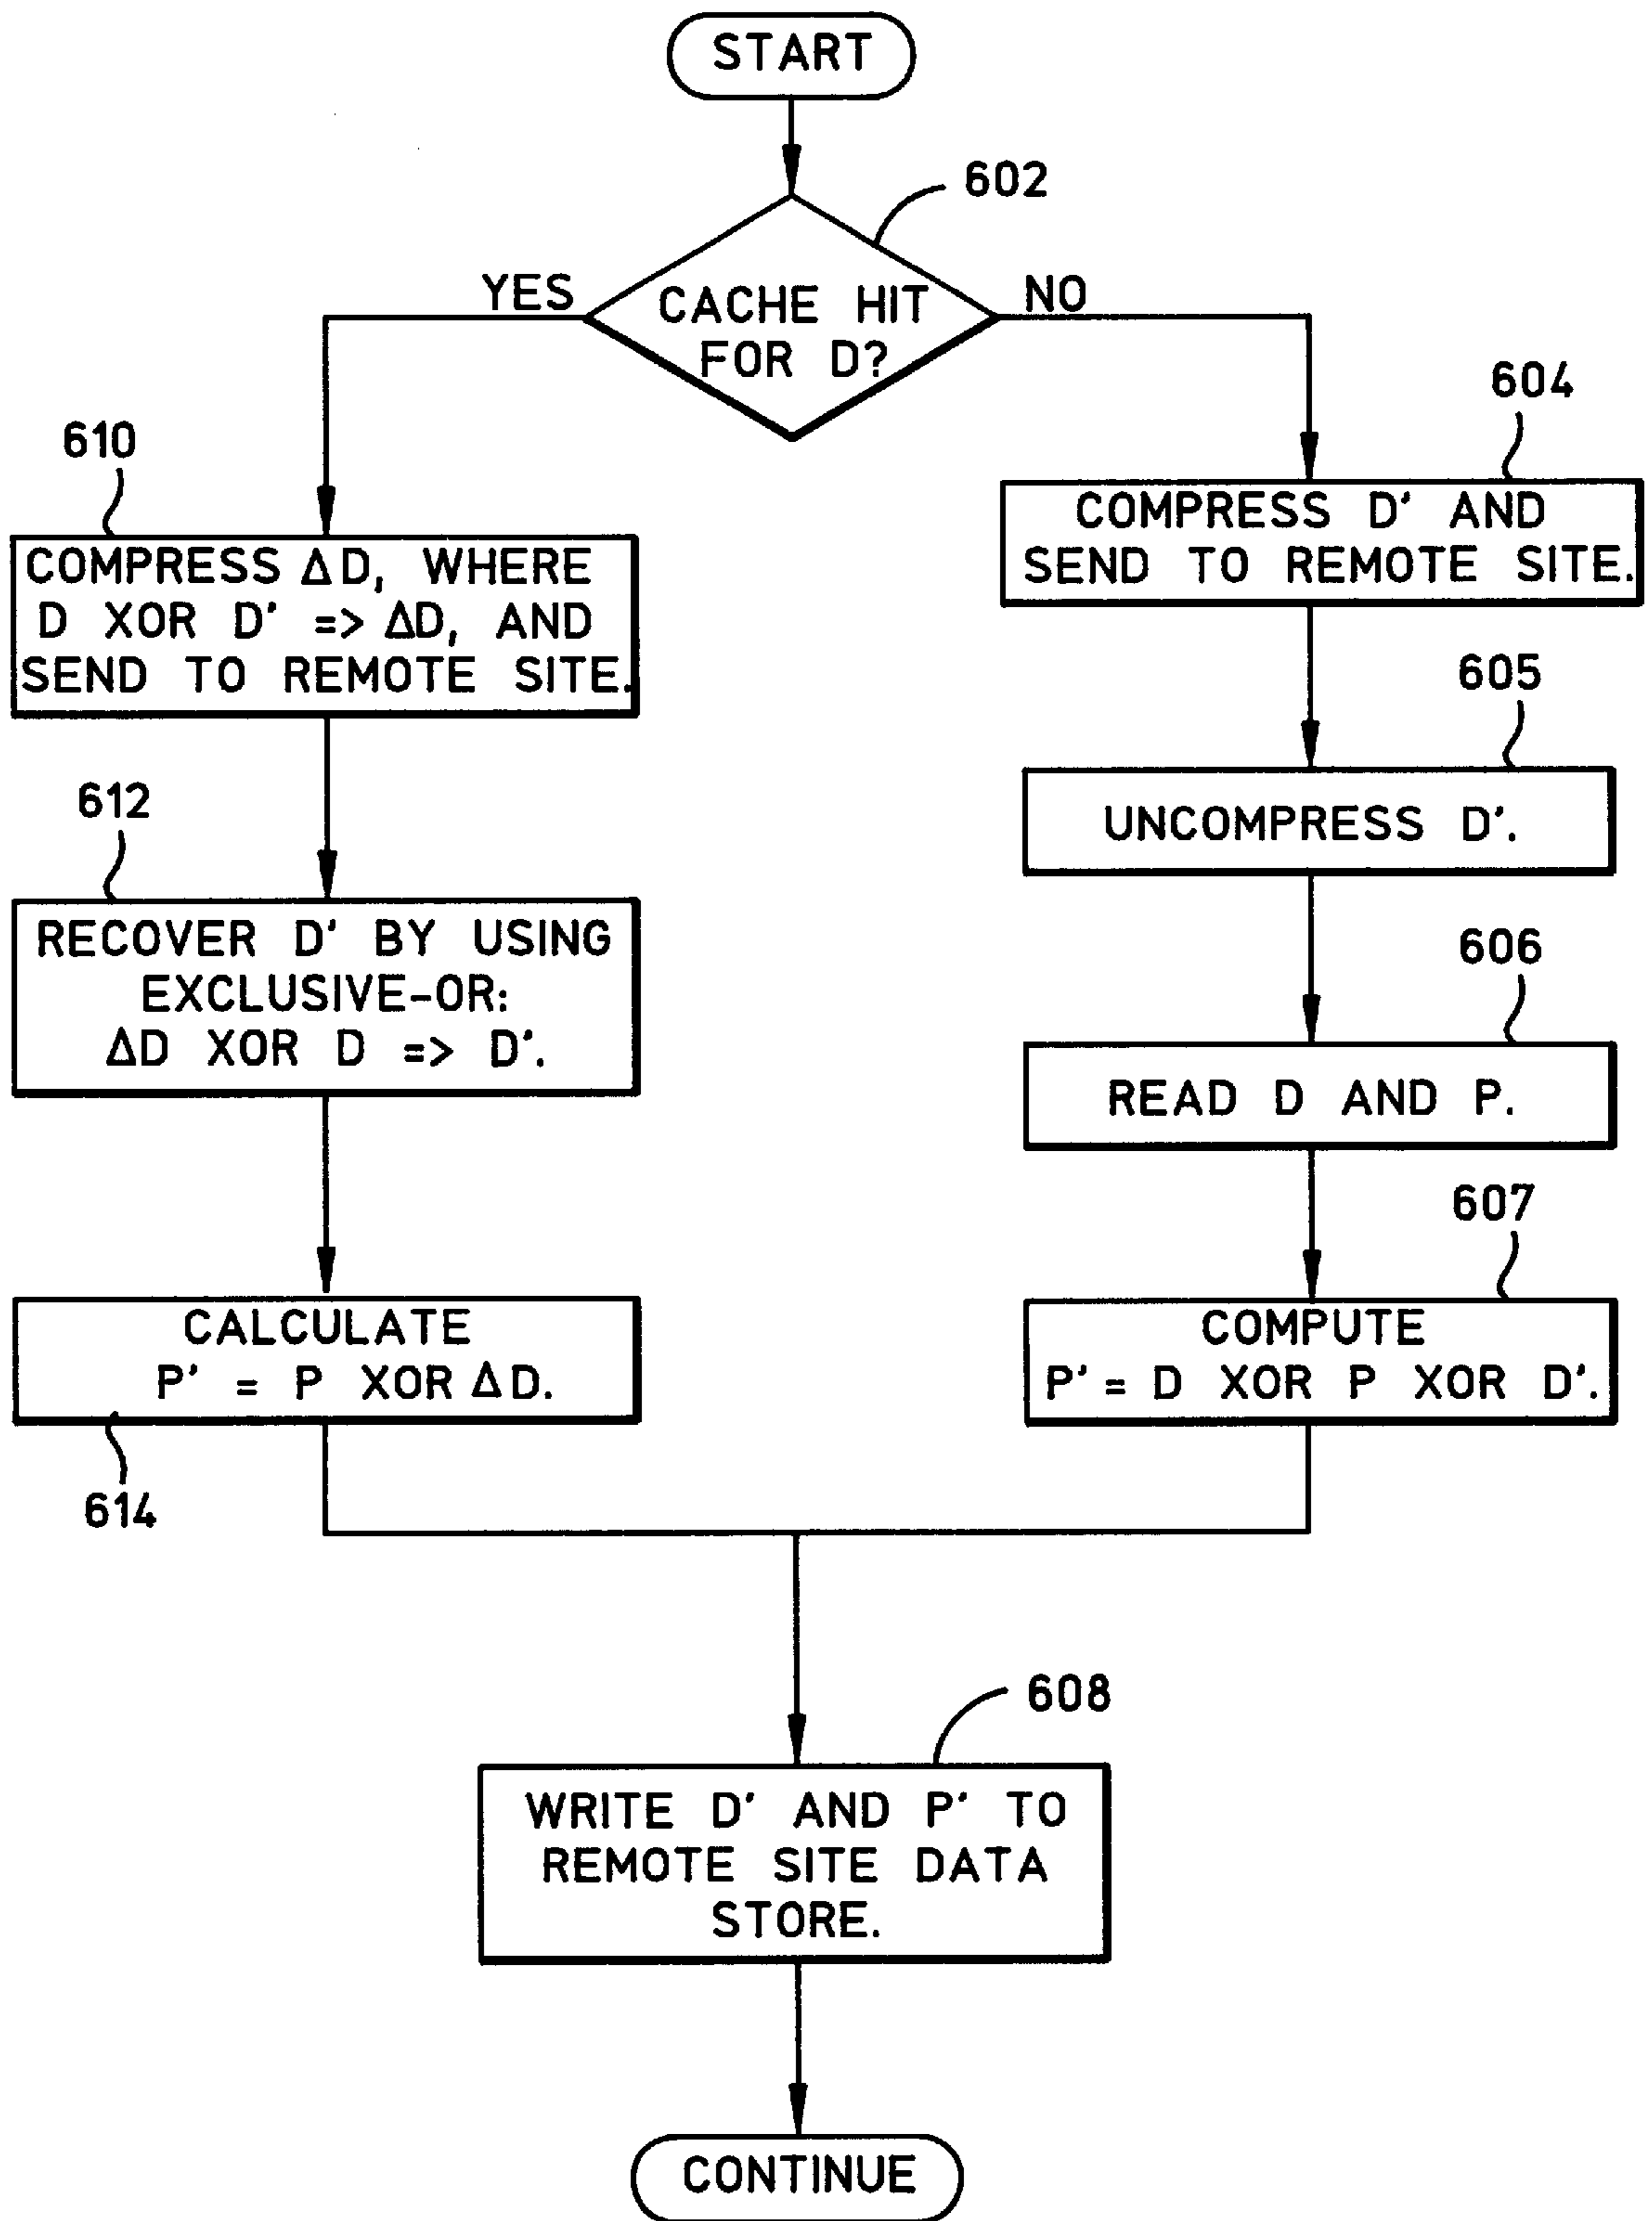 START
602
YES
CACHE HIT
FOR D?
NO
610
COMPRESS ΔD, WHERE
D XOR D' => ΔD, AND
SEND TO REMOTE SITE.
612
RECOVER D' BY USING
EXCLUSIVE-OR:
ΔD XOR D => D'.
CALCULATE
P' = P XOR ΔD.
614
604
COMPRESS D' AND
SEND TO REMOTE SITE.
605
UNCOMPRESS D'.
606
READ D AND P.
607
COMPUTE
P' = D XOR P XOR D'.
608
WRITE D' AND P' TO
REMOTE SITE DATA
STORE.
CONTINUE